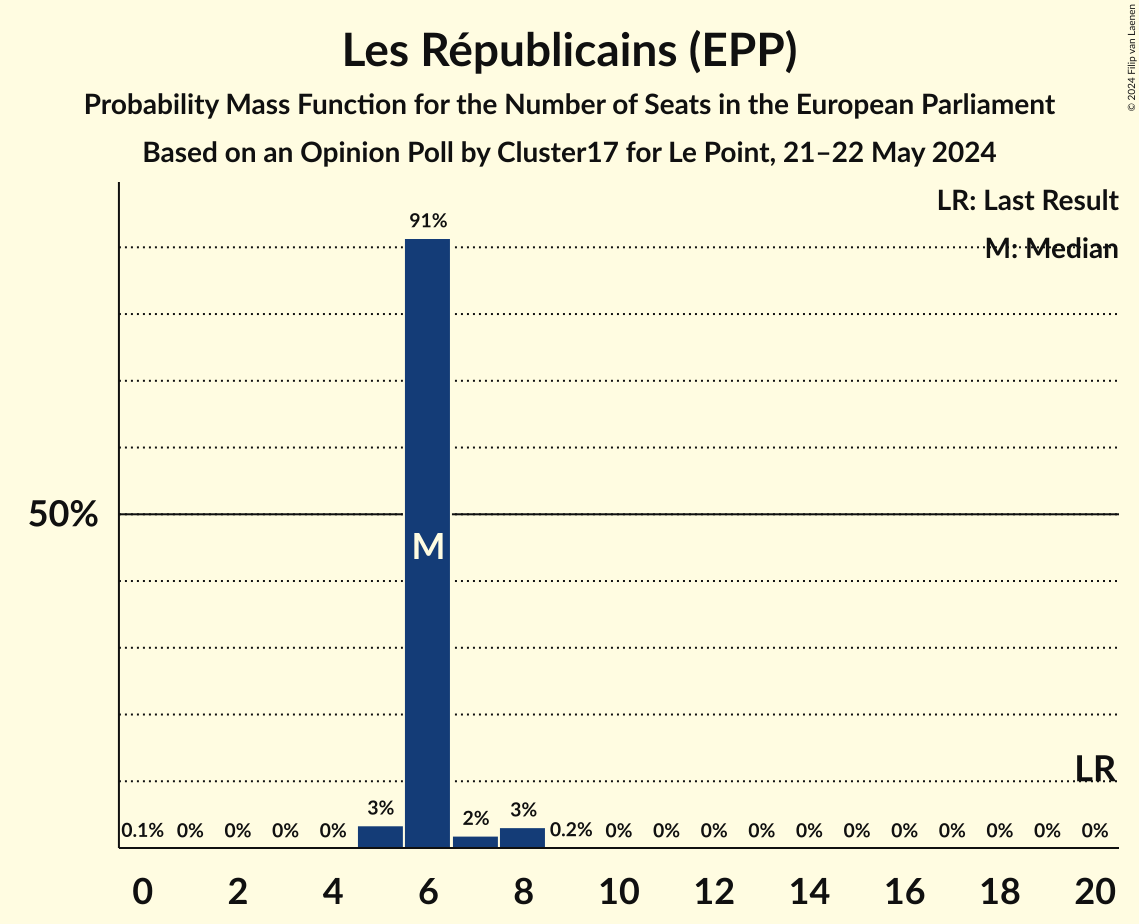 Les Républicains (EPP)
Probability Mass Function for the Number of Seats in the European Parliament
Based on an Opinion Poll by Cluster17 for Le Point, 21–22 May 2024
© 2024 Filip van Laenen
LR: Last Result
M: Median
91%
50%
M
LR
0.1% 0% 0% 0% 0% 3% 2% 3% 0.2% 0% 0% 0% 0% 0% 0% 0% 0% 0% 0% 0%
0 2 4 6 8 10 12 14 16 18 20